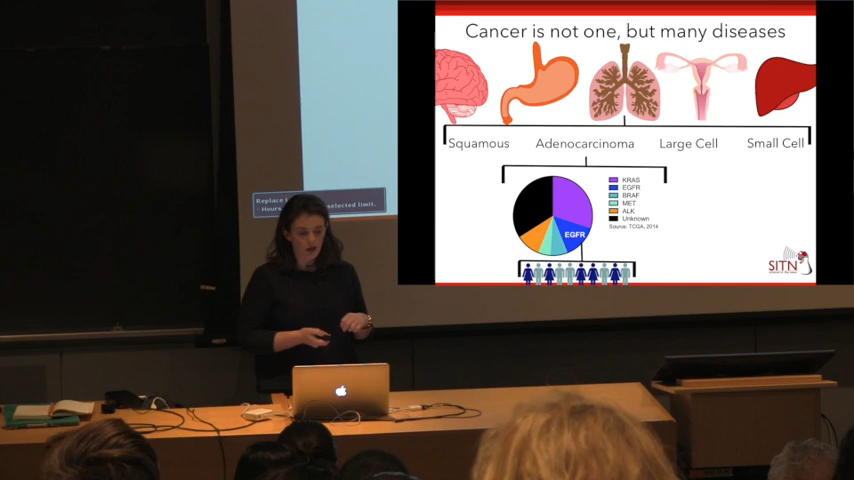 Cancer is not one, but many diseases
Squamous
Adenocarcinoma
Large Cell
Small Cell
KRAS
EGFR
BRAF
MET
ALK
Unknown
Source: TCGA, 2014
EGFR
SITN
Replace
Hours
selected limit.